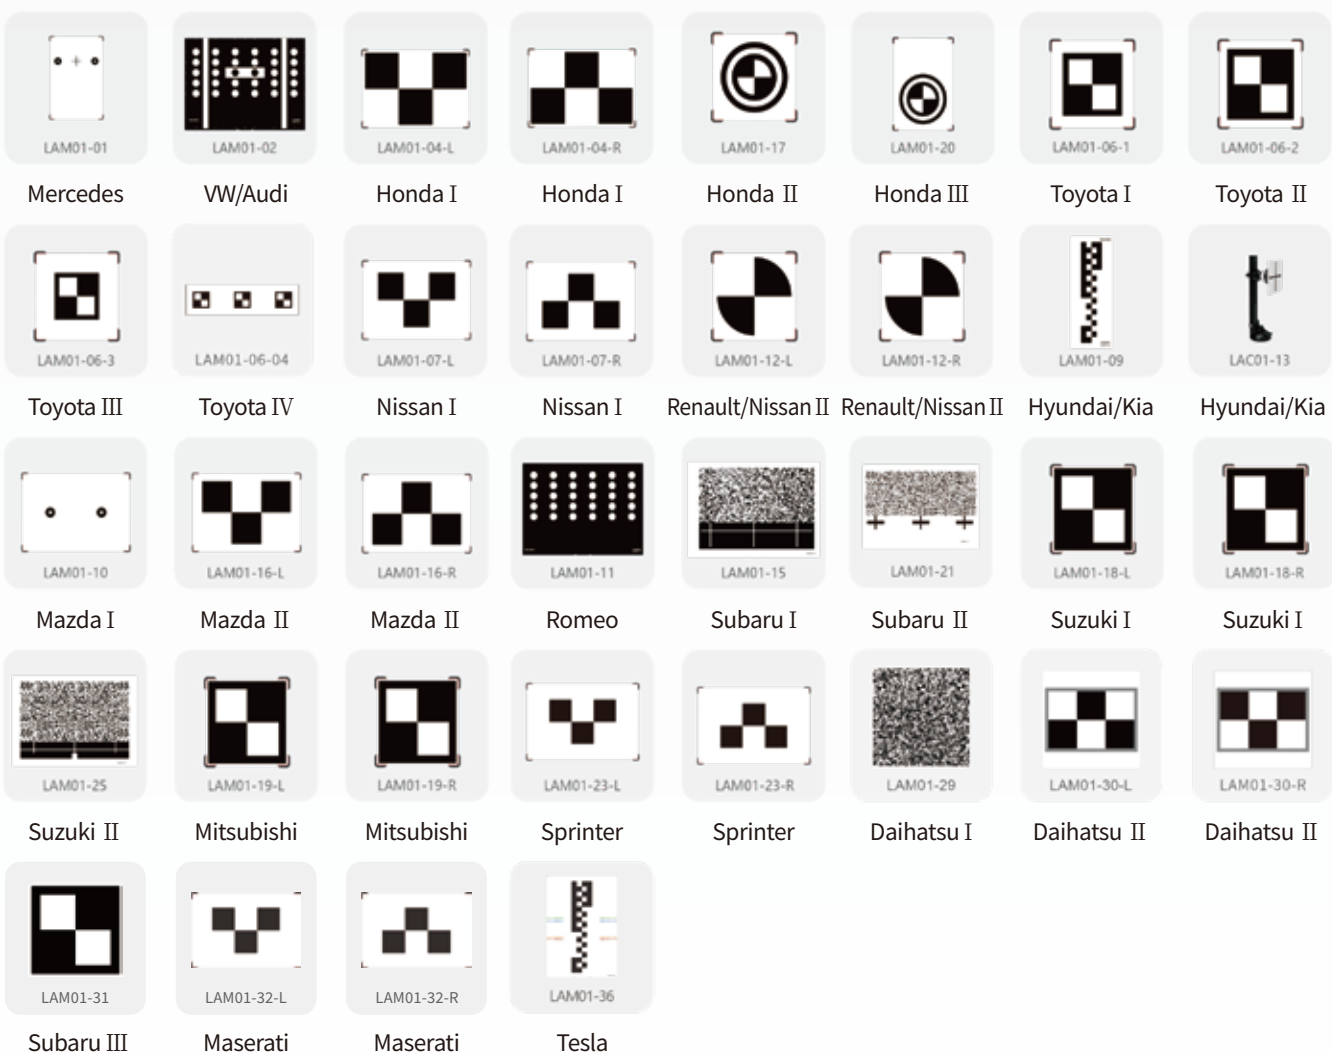 LAM01-01 LAM01-02 LAM01-04-L LAM01-04-R LAM01-17 LAM01-20 LAM01-06-1 LAM01-06-2
Mercedes VW/Audi Honda Ⅰ Honda Ⅰ Honda Ⅱ Honda Ⅲ Toyota Ⅰ Toyota Ⅱ
LAM01-06-3 LAM01-06-04 LAM01-07-L LAM01-07-R LAM01-12-L LAM01-12-R LAM01-09 LAC01-13
Toyota Ⅲ Toyota Ⅳ Nissan Ⅰ Nissan Ⅰ Renault/Nissan Ⅱ Renault/Nissan Ⅱ Hyundai/Kia Hyundai/Kia
LAM01-10 LAM01-16-L LAM01-16-R LAM01-11 LAM01-15 LAM01-21 LAM01-18-L LAM01-18-R
Mazda Ⅰ Mazda Ⅱ Mazda Ⅱ Romeo Subaru Ⅰ Subaru Ⅱ Suzuki Ⅰ Suzuki Ⅰ
LAM01-25 LAM01-19-L LAM01-19-R LAM01-23-L LAM01-23-R LAM01-29 LAM01-30-L LAM01-30-R
Suzuki Ⅱ Mitsubishi Mitsubishi Sprinter Sprinter Daihatsu Ⅰ Daihatsu Ⅱ Daihatsu Ⅱ
LAM01-31 LAM01-32-L LAM01-32-R LAM01-36
Subaru Ⅲ Maserati Maserati Tesla